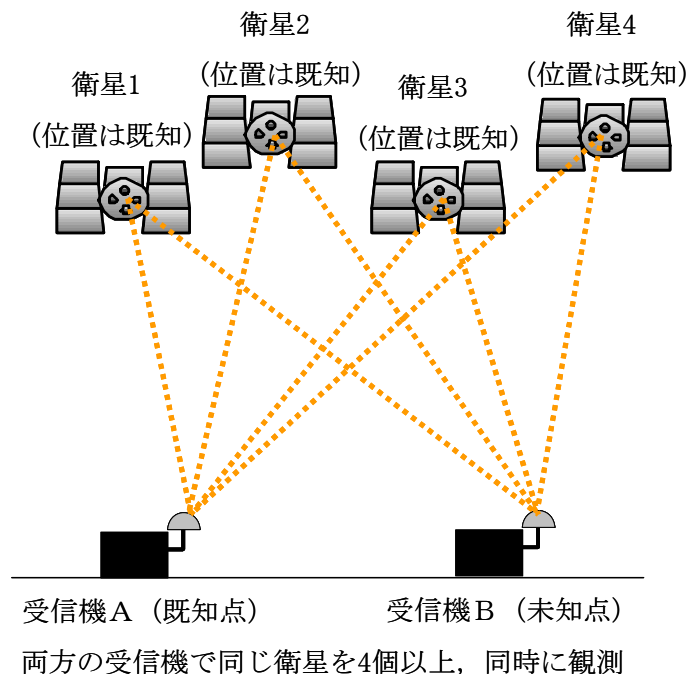 衛星2
(位置は既知)
衛星4
(位置は既知)
衛星1
(位置は既知)
衛星3
(位置は既知)
受信機A（既知点）
受信機B（未知点）
両方の受信機で同じ衛星を4個以上，同時に観測